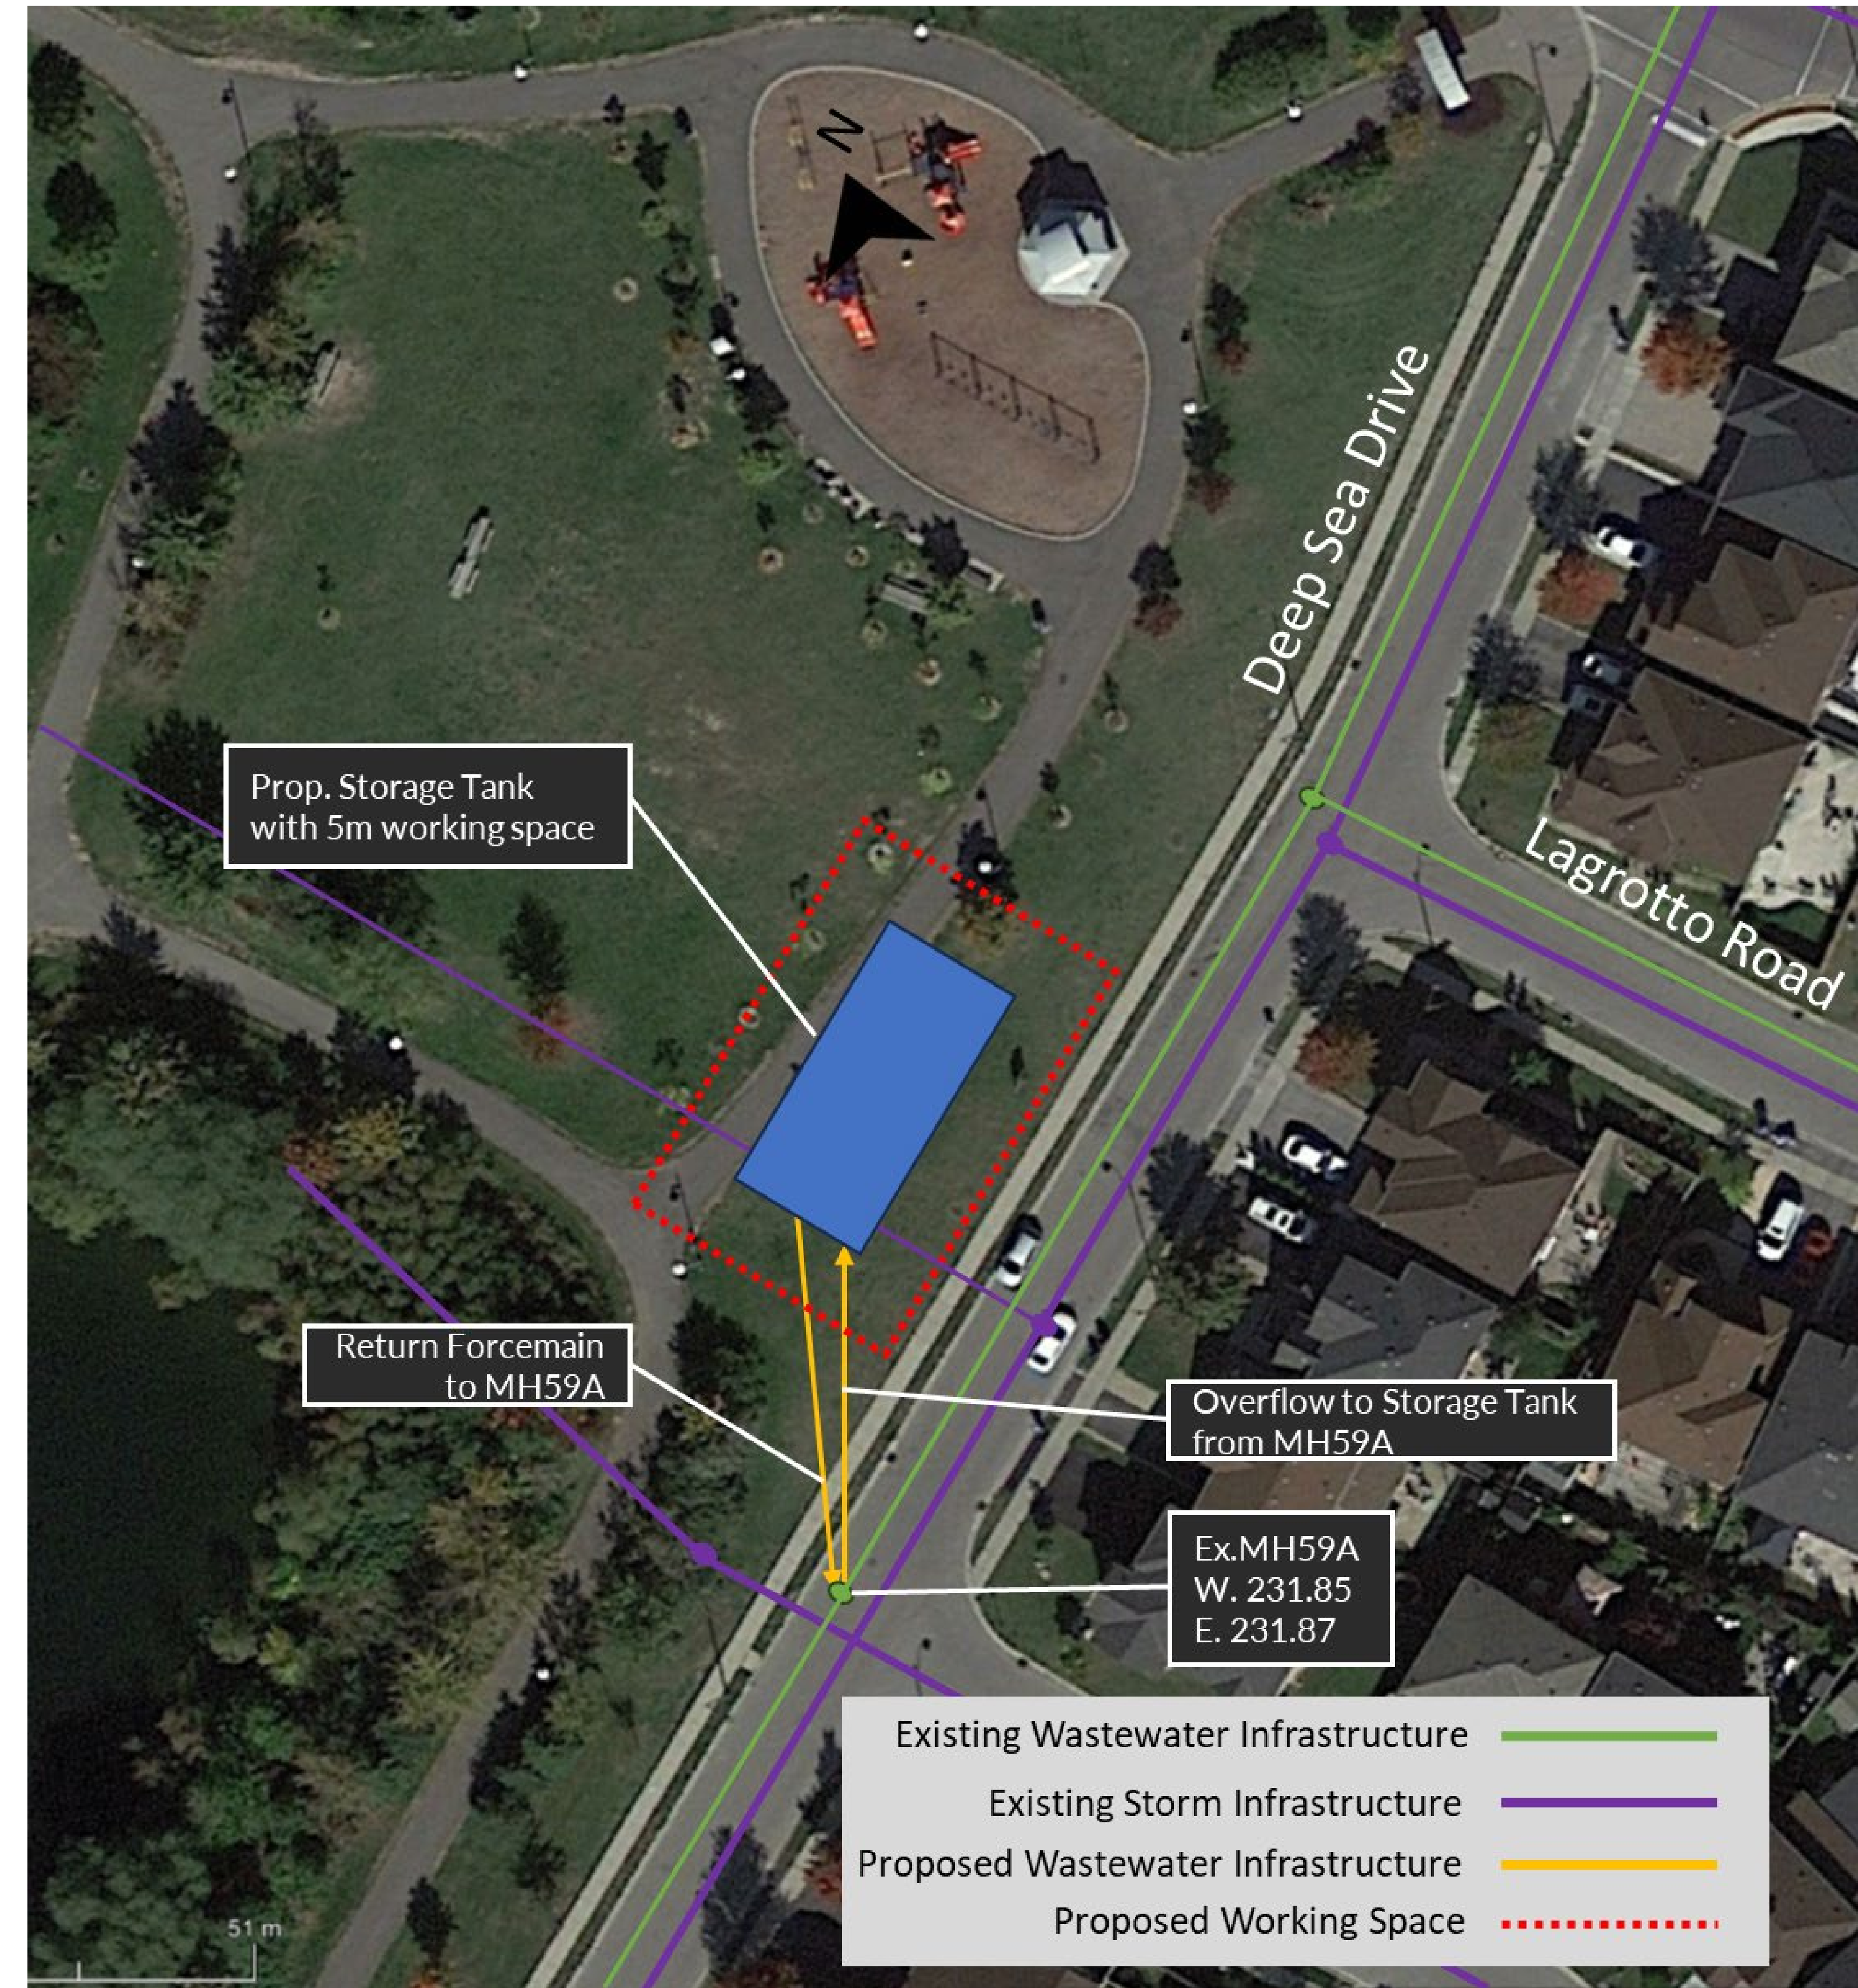 N
Deep Sea Drive
Prop. Storage Tank
with 5m working space
Lagrotto Road
Return Forcemain
to MH59A
Overflow to Storage Tank
from MH59A
Ex.MH59A
W. 231.85
E. 231.87
Existing Wastewater Infrastructure
Existing Storm Infrastructure
Proposed Wastewater Infrastructure
Proposed Working Space
51 m